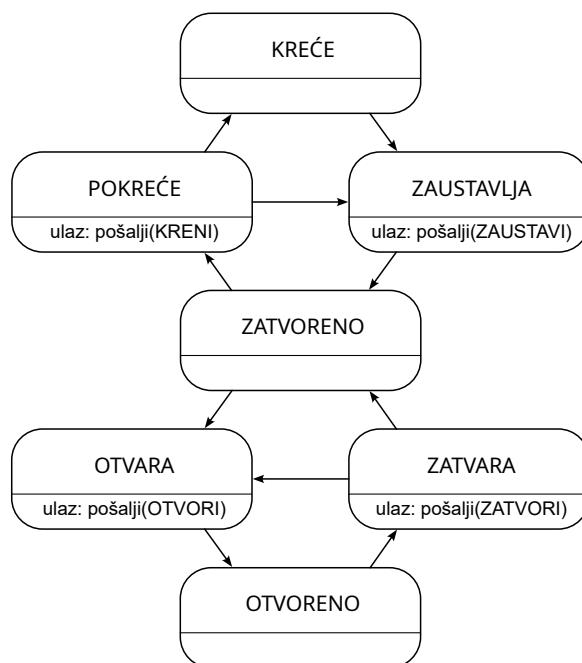 KREĆE
POKREĆE
ulaz: pošalji(KRENI)
ZAUSTAVLJA
ulaz: pošalji(ZAUSTAVI)
ZATVORENO
OTVARA
ulaz: pošalji(OTVORI)
ZATVARA
ulaz: pošalji(ZATVORI)
OTVORENO